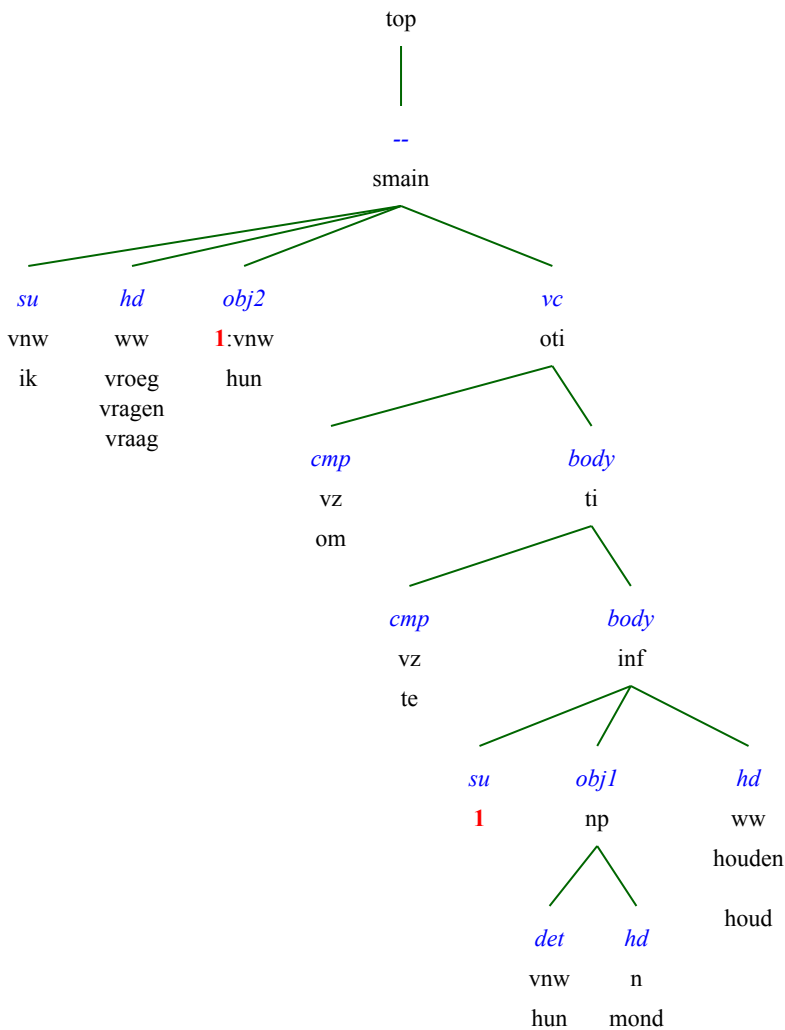 top
--
smain
su hd obj2 vc
vnw ww 1:vnw oti
ik vroeg hun
vragen
vraag
cmp body
vz ti
om
cmp body
vz inf
te
su obj1 hd
1 np ww
houden
houd
det hd
vnw n
hun mond